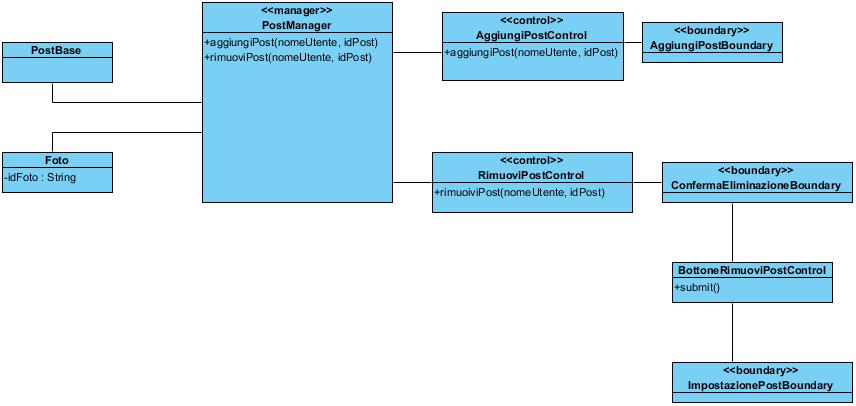 <<manager>>
PostManager
+aggiungiPost(nomeUtente, idPost)
+rimuoviPost(nomeUtente, idPost)
<<control>>
AggiungiPostControl
+aggiungiPost(nomeUtente, idPost)
<<boundary>>
AggiungiPostBoundary
PostBase
Foto
-idFoto : String
<<control>>
RimuoviPostControl
+rimuoiviPost(nomeUtente, idPost)
<<boundary>>
ConfermaEliminazioneBoundary
BottoneRimuoviPostControl
+submit()
<<boundary>>
ImpostazionePostBoundary